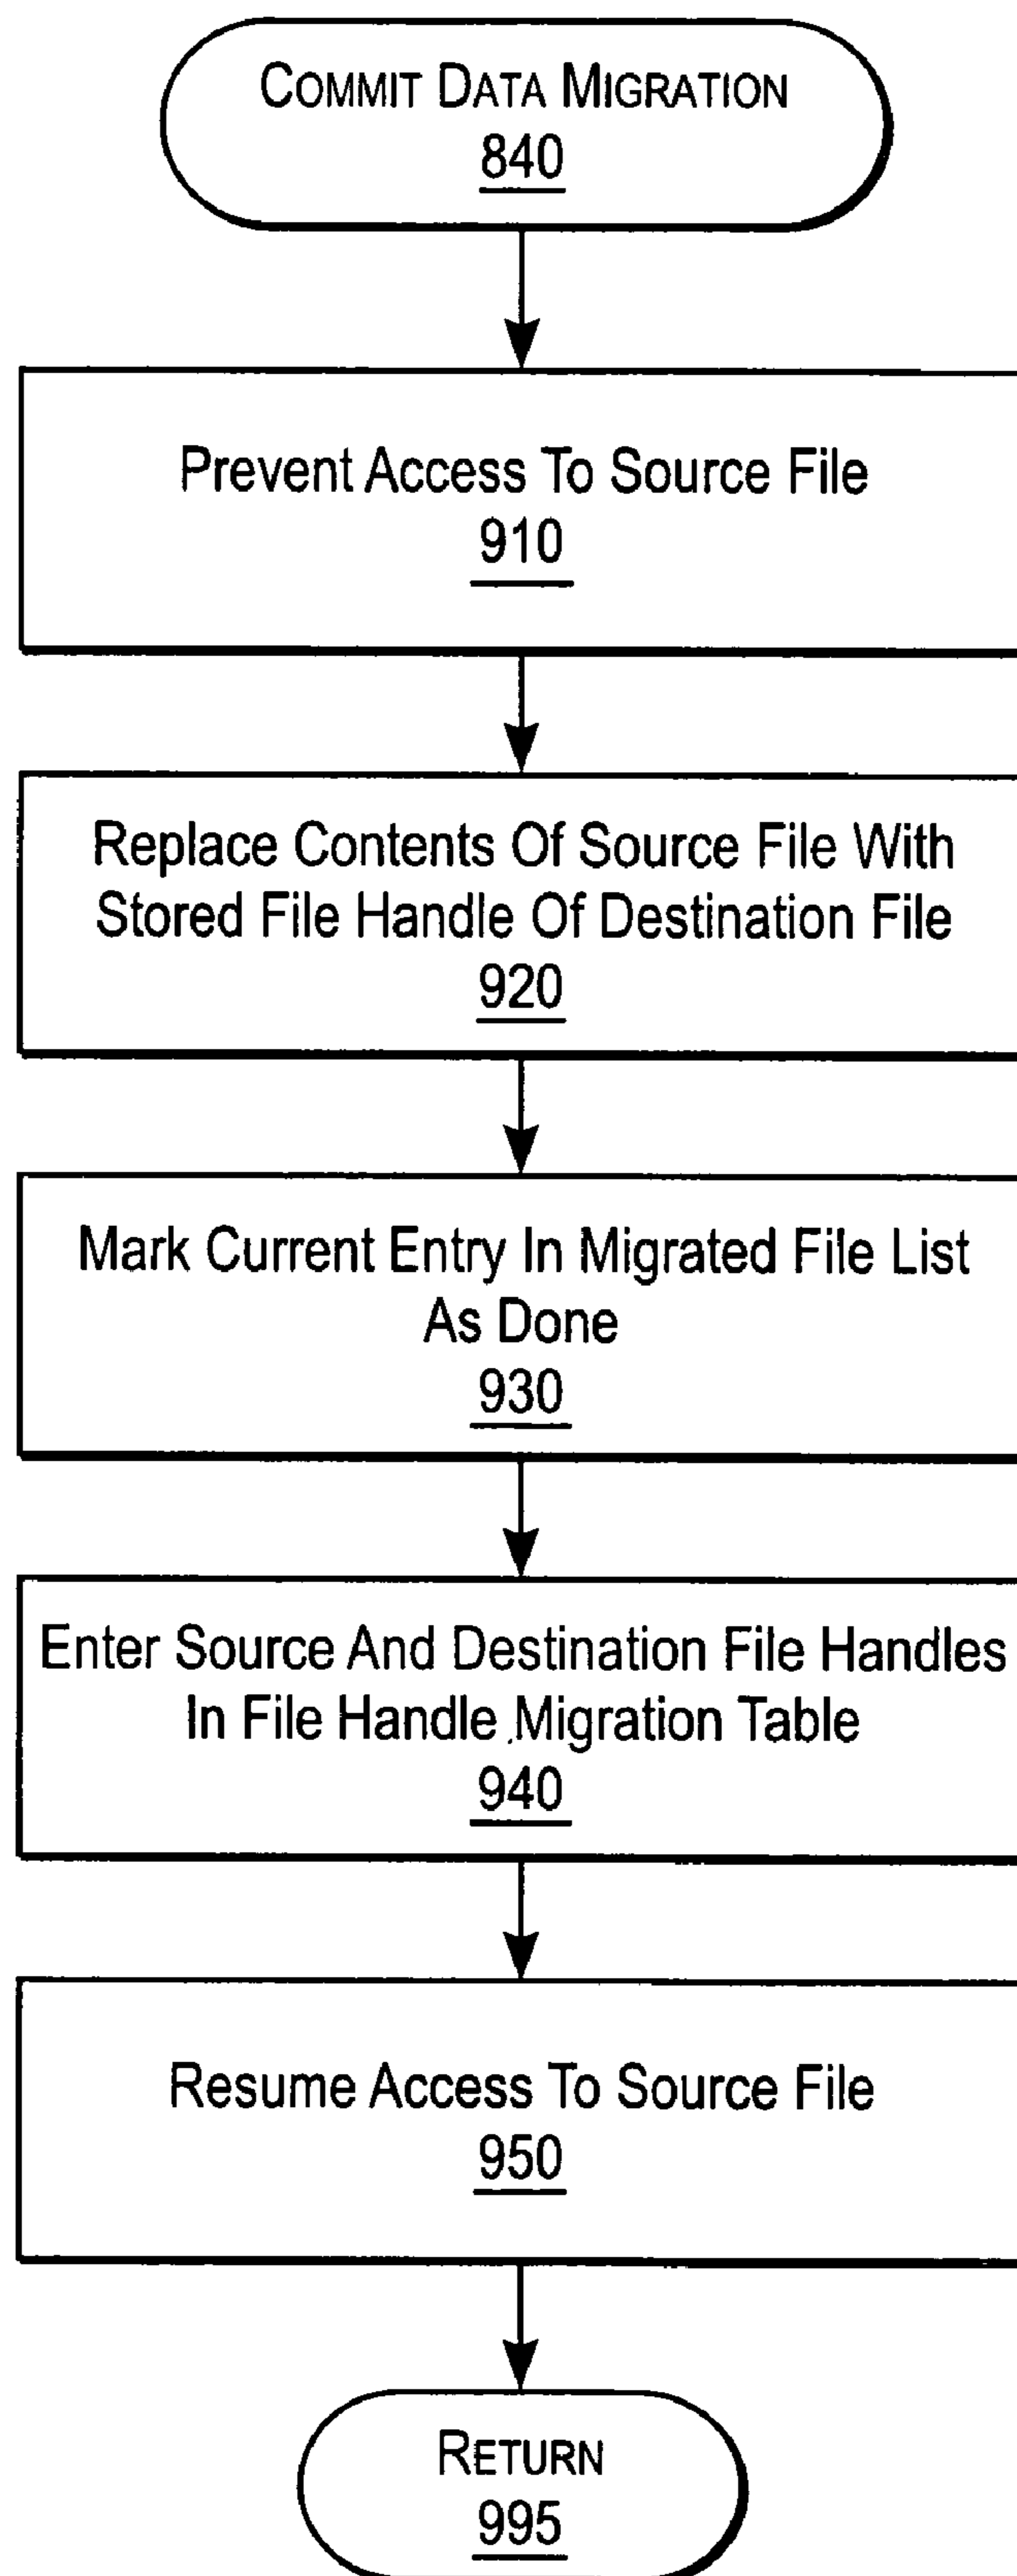 COMMIT DATA MIGRATION
840
Prevent Access To Source File
910
Replace Contents Of Source File With
Stored File Handle Of Destination File
920
Mark Current Entry In Migrated File List
As Done
930
Enter Source And Destination File Handles
In File Handle Migration Table
940
Resume Access To Source File
950
RETURN
995